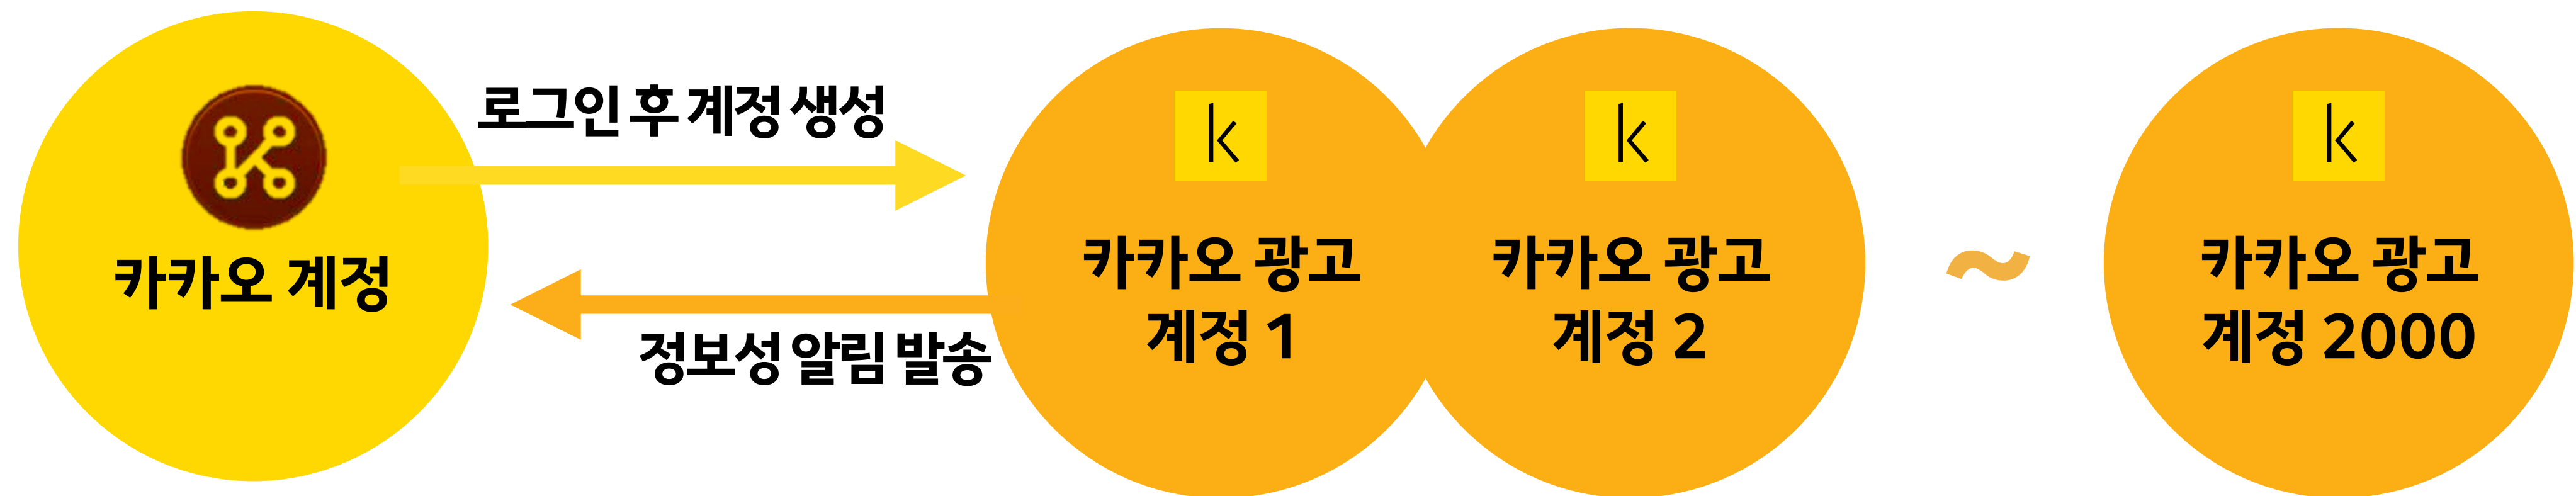 로그인 후 계정 생성
카카오 계정
정보성 알림 발송
k
카카오 광고
계정 1
k
카카오 광고
계정 2
~
k
카카오 광고
계정 2000